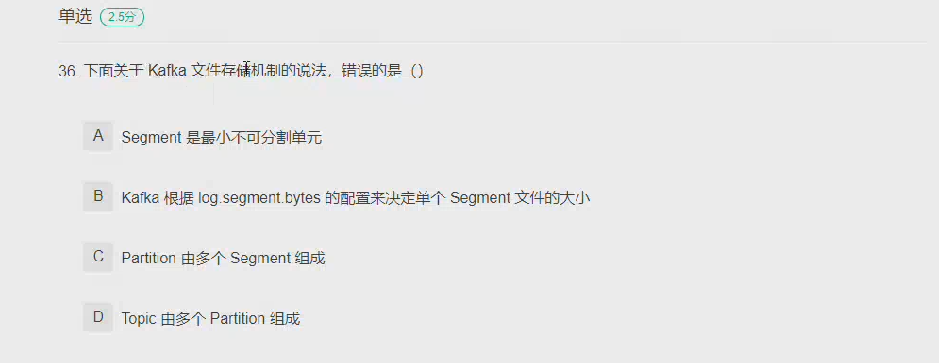 单选 2.5分
36. 下面关于 Kafka 文件存储机制的说法，错误的是（）
A Segment 是最小不可分割单元
B Kafka 根据 log.segment.bytes 的配置来决定单个 Segment 文件的大小
C Partition 由多个 Segment 组成
D Topic 由多个 Partition 组成